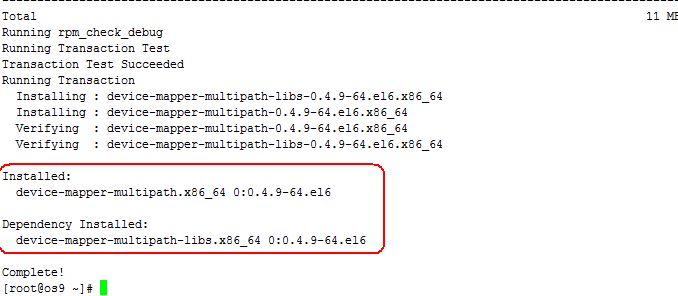 Total 11 MB
Running rpm_check_debug
Running Transaction Test
Transaction Test Succeeded
Running Transaction
Installing : device-mapper-multipath-libs-0.4.9-64.el6.x86_64
Installing : device-mapper-multipath-0.4.9-64.el6.x86_64
Verifying : device-mapper-multipath-0.4.9-64.el6.x86_64
Verifying : device-mapper-multipath-libs-0.4.9-64.el6.x86_64
Installed:
device-mapper-multipath.x86_64 0:0.4.9-64.el6
Dependency Installed:
device-mapper-multipath-libs.x86_64 0:0.4.9-64.el6
Complete!
[root@os9 ~]#